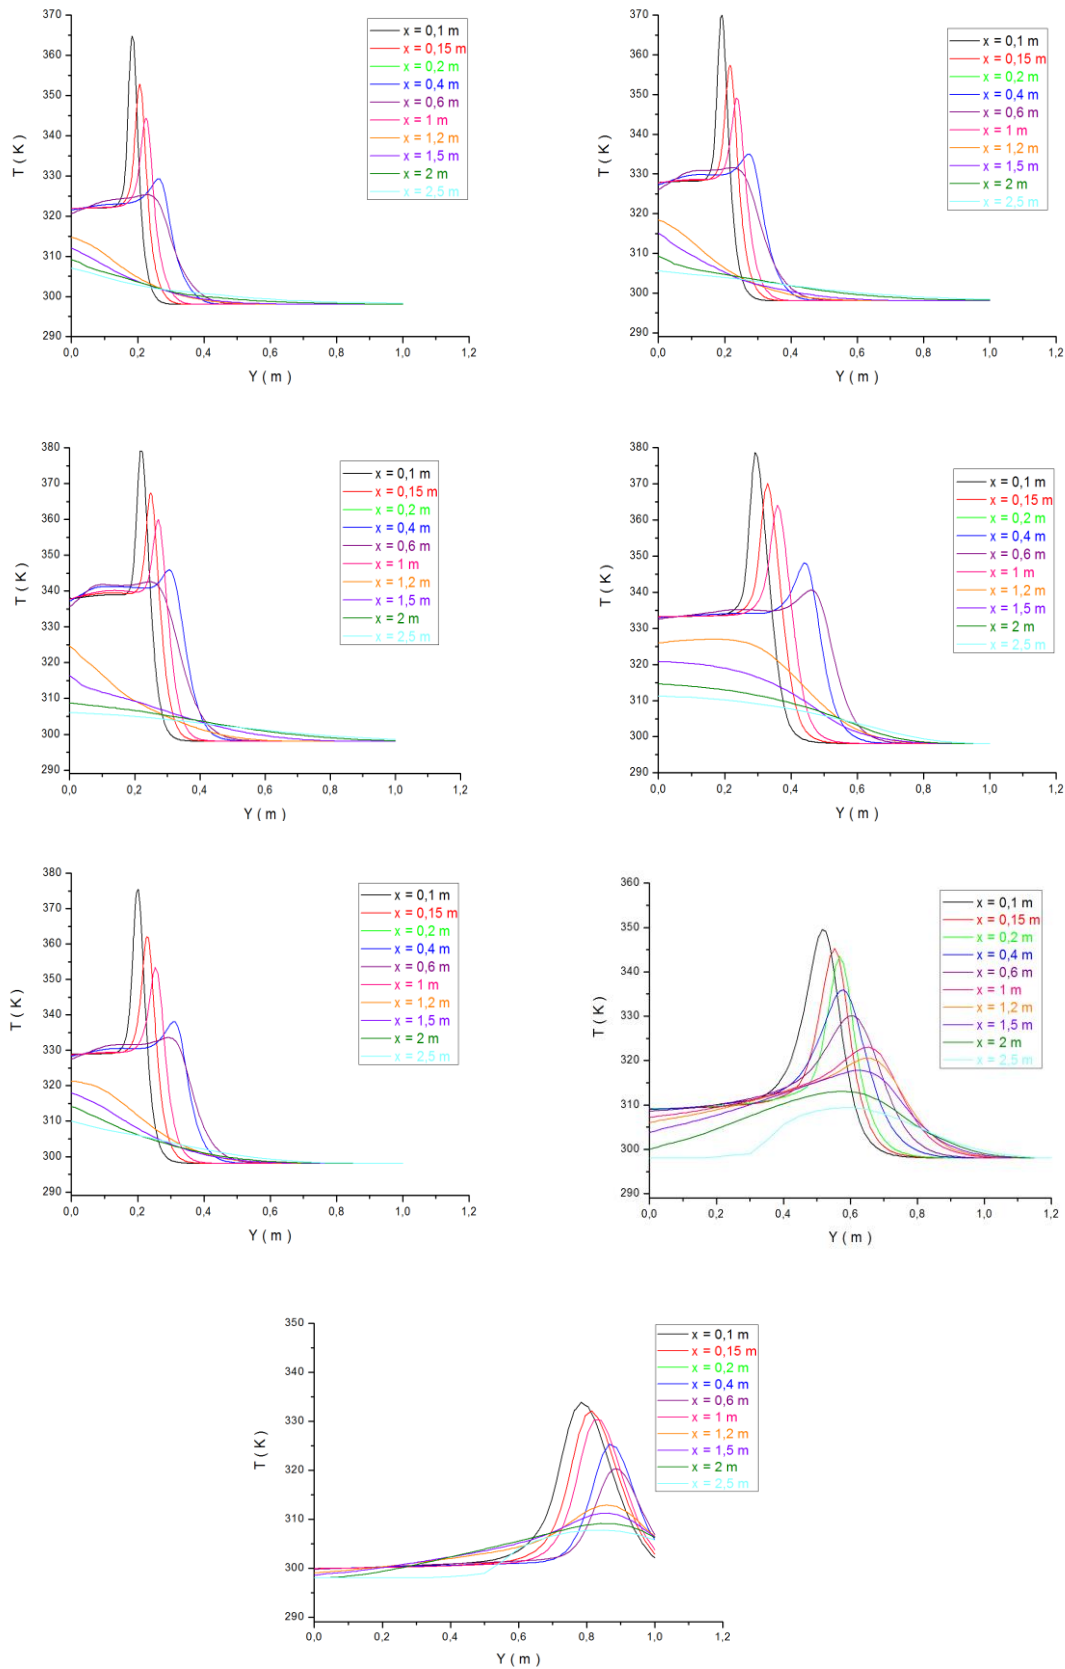 370
360
350
340
330
320
310
300
290
T ( K )
0,0 0,2 0,4 0,6 0,8 1,0 1,2
Y ( m )
x = 0,1 m
x = 0,15 m
x = 0,2 m
x = 0,4 m
x = 0,6 m
x = 1 m
x = 1,2 m
x = 1,5 m
x = 2 m
x = 2,5 m
370
360
350
340
330
320
310
300
290
T ( K )
0,0 0,2 0,4 0,6 0,8 1,0 1,2
Y ( m )
x = 0,1 m
x = 0,15 m
x = 0,2 m
x = 0,4 m
x = 0,6 m
x = 1 m
x = 1,2 m
x = 1,5 m
x = 2 m
x = 2,5 m
380
370
360
350
340
330
320
310
300
290
T ( K )
0,0 0,2 0,4 0,6 0,8 1,0 1,2
Y ( m )
x = 0,1 m
x = 0,15 m
x = 0,2 m
x = 0,4 m
x = 0,6 m
x = 1 m
x = 1,2 m
x = 1,5 m
x = 2 m
x = 2,5 m
380
370
360
350
340
330
320
310
300
290
T ( K )
0,0 0,2 0,4 0,6 0,8 1,0 1,2
Y ( m )
x = 0,1 m
x = 0,15 m
x = 0,2 m
x = 0,4 m
x = 0,6 m
x = 1 m
x = 1,2 m
x = 1,5 m
x = 2 m
x = 2,5 m
380
370
360
350
340
330
320
310
300
290
T ( K )
0,0 0,2 0,4 0,6 0,8 1,0 1,2
Y ( m )
x = 0,1 m
x = 0,15 m
x = 0,2 m
x = 0,4 m
x = 0,6 m
x = 1 m
x = 1,2 m
x = 1,5 m
x = 2 m
x = 2,5 m
360
350
340
330
320
310
300
290
T ( K )
0,0 0,2 0,4 0,6 0,8 1,0 1,2
Y ( m )
x = 0,1 m
x = 0,15 m
x = 0,2 m
x = 0,4 m
x = 0,6 m
x = 1 m
x = 1,2 m
x = 1,5 m
x = 2 m
x = 2,5 m
350
340
330
320
310
300
290
T ( K )
0,0 0,2 0,4 0,6 0,8 1,0 1,2
Y ( m )
x = 0,1 m
x = 0,15 m
x = 0,2 m
x = 0,4 m
x = 0,6 m
x = 1 m
x = 1,2 m
x = 1,5 m
x = 2 m
x = 2,5 m